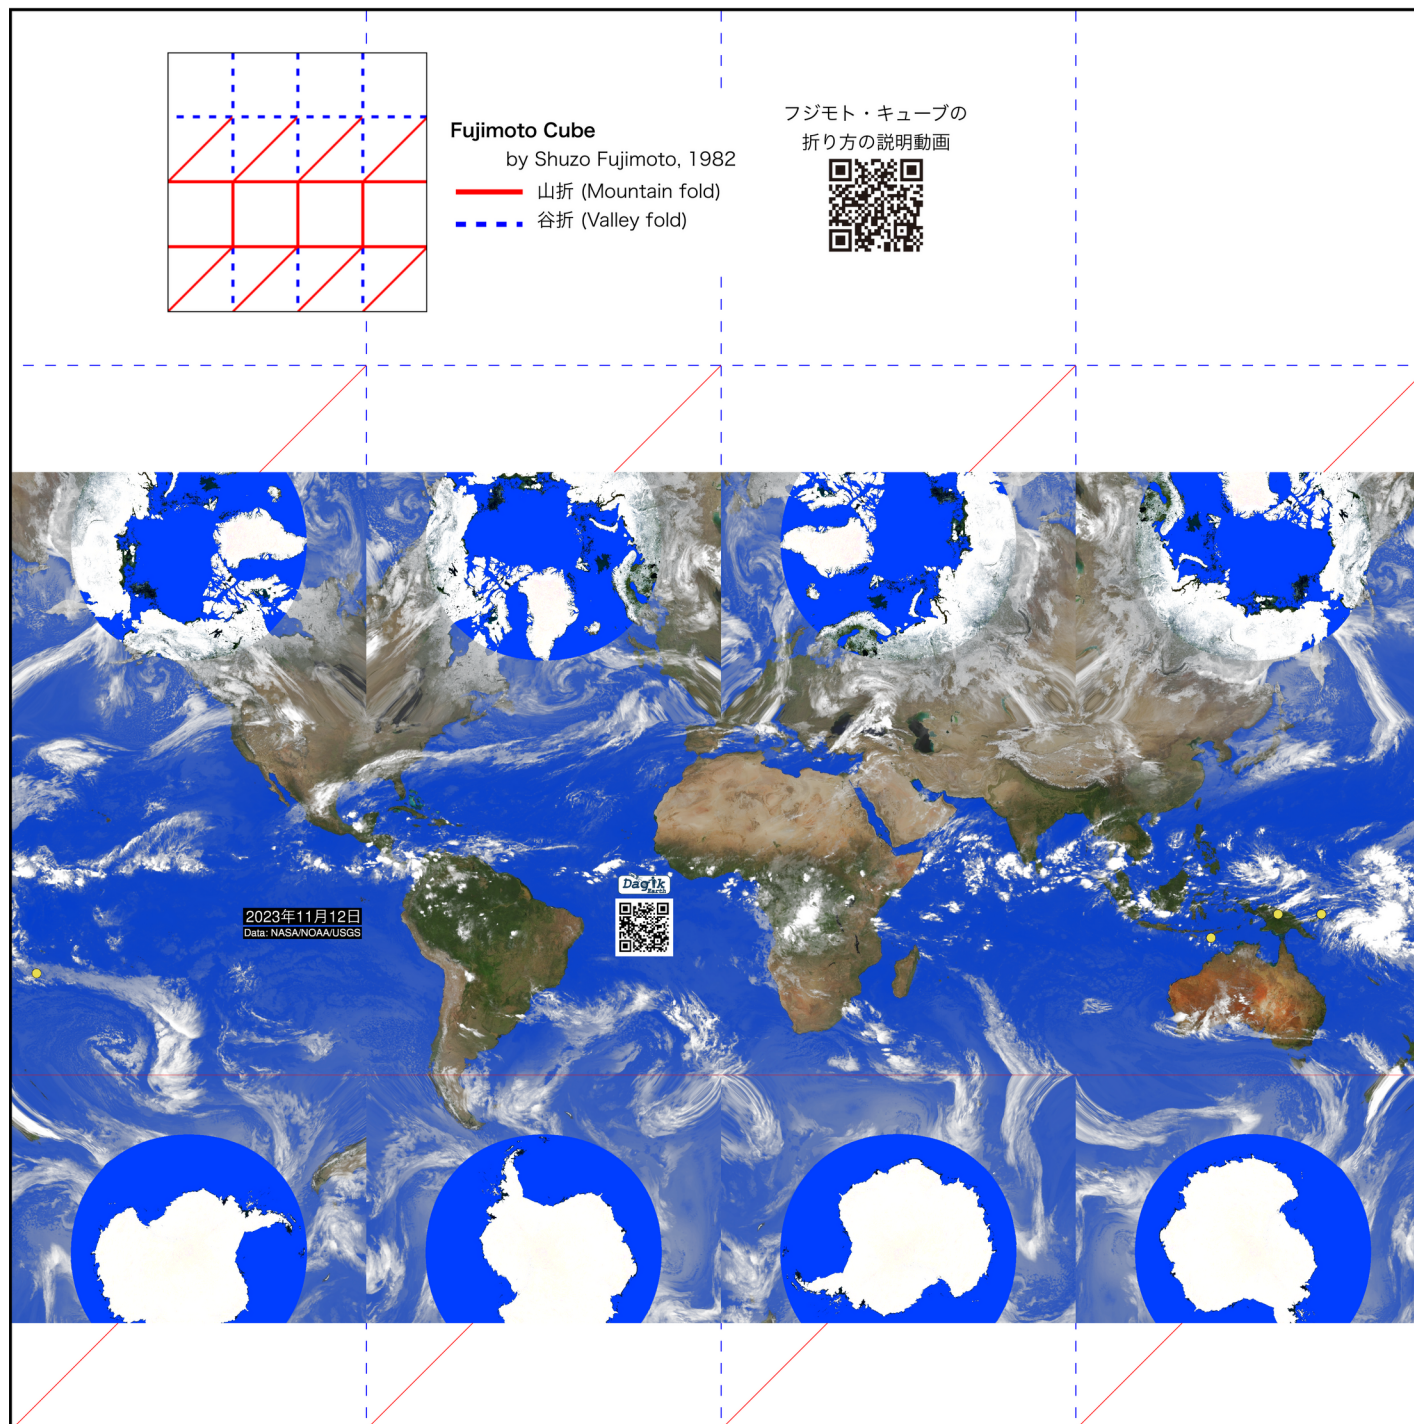 Fujimoto Cube
by Shuzo Fujimoto, 1982
山折 (Mountain fold)
谷折 (Valley fold)
フジモト・キューブの
折り方の説明動画
Dagik
Earth
2023年11月12日
Data: NASA/NOAA/USGS